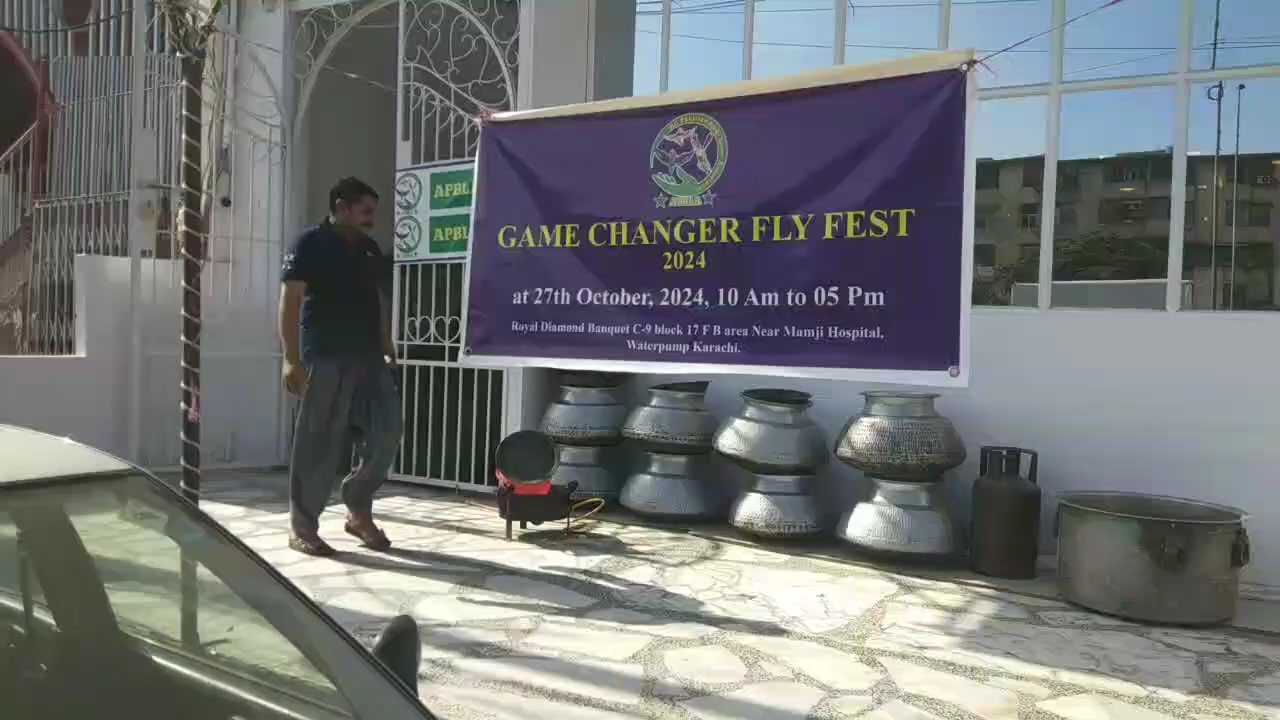 APBL
APBL
APBLA
GAME CHANGER FLY FEST
2024
at 27th October, 2024, 10 Am to 05 Pm
Royal Diamond Banquet C-9 block 17 F B area Near Mamji Hospital,
Waterpump Karachi.